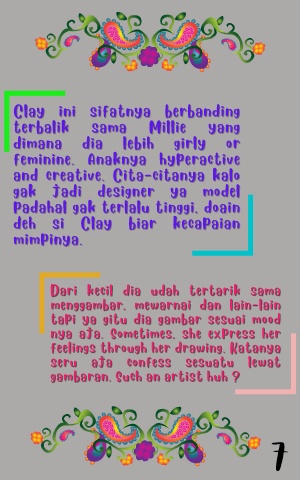 Clay ini sifatnya berbanding
terbalik sama Millie yang
dimana dia lebih girly or
feminine. Anaknya hyperactive
and creative. Cita-citanya kalo
gak jadi designer ya model
padahal gak terlalu tinggi, doain
deh si Clay biar kecapaian
mimpinya.
Dari kecil dia udah tertarik sama
menggambar, mewarnai dan lain-lain
tapi ya gitu dia gambar sesuai mood
nya aja. Sometimes, she express her
feelings through her drawing. Katanya
seru aja confess sesuatu lewat
gambaran. Such an artist huh ?
7